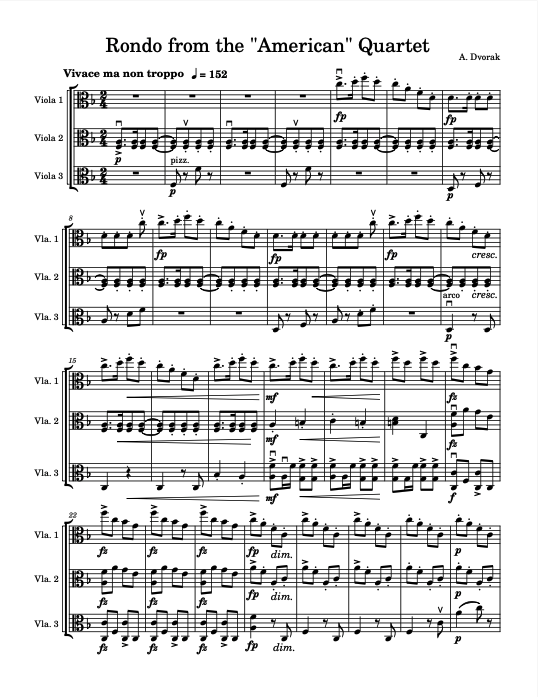 Rondo from the "American" Quartet
A. Dvorak
Vivace ma non troppo ♩ = 152
Viola 1
fp fp
Viola 2
p pizz.
Viola 3
p p
8
Vla. 1
fp fp fp cresc.
Vla. 2
arco cresc.
Vla. 3
p
15
Vla. 1
mf fz
Vla. 2
mf fz
Vla. 3
mf f
22
Vla. 1
fz fz fz fp dim. p
Vla. 2
fz fz fz fp dim. p
Vla. 3
fz fz fz fp dim. p